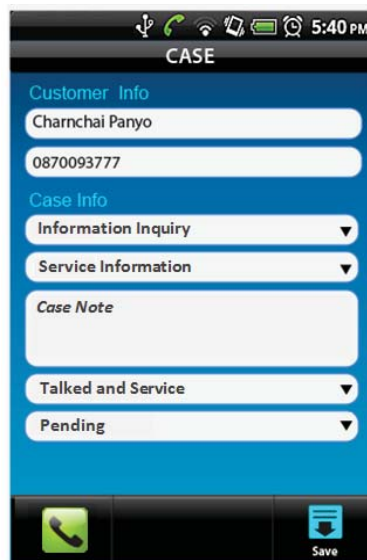 5:40 PM
CASE
Customer Info
Charnchai Panyo
0870093777
Case Info
Information Inquiry
Service Information
Case Note
Talked and Service
Pending
Save